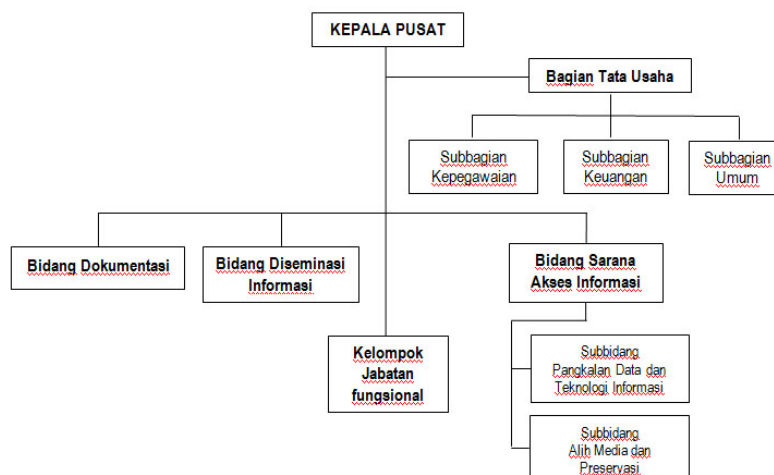 KEPALA PUSAT
Bagian Tata Usaha
Subbagian
Kepegawaian
Subbagian
Keuangan
Subbagian
Umum
Bidang Dokumentasi
Bidang Diseminasi
Informasi
Bidang Sarana
Akses Informasi
Kelompok
Jabatan
fungsional
Subbidang
Pangkalan Data dan
Teknologi Informasi
Subbidang
Alih Media dan
Preservasi